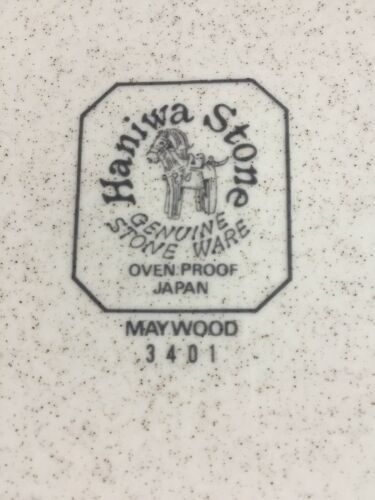 Haniwa Stone
GENUINE
STONE WARE
OVEN PROOF
JAPAN
MAYWOOD
3401